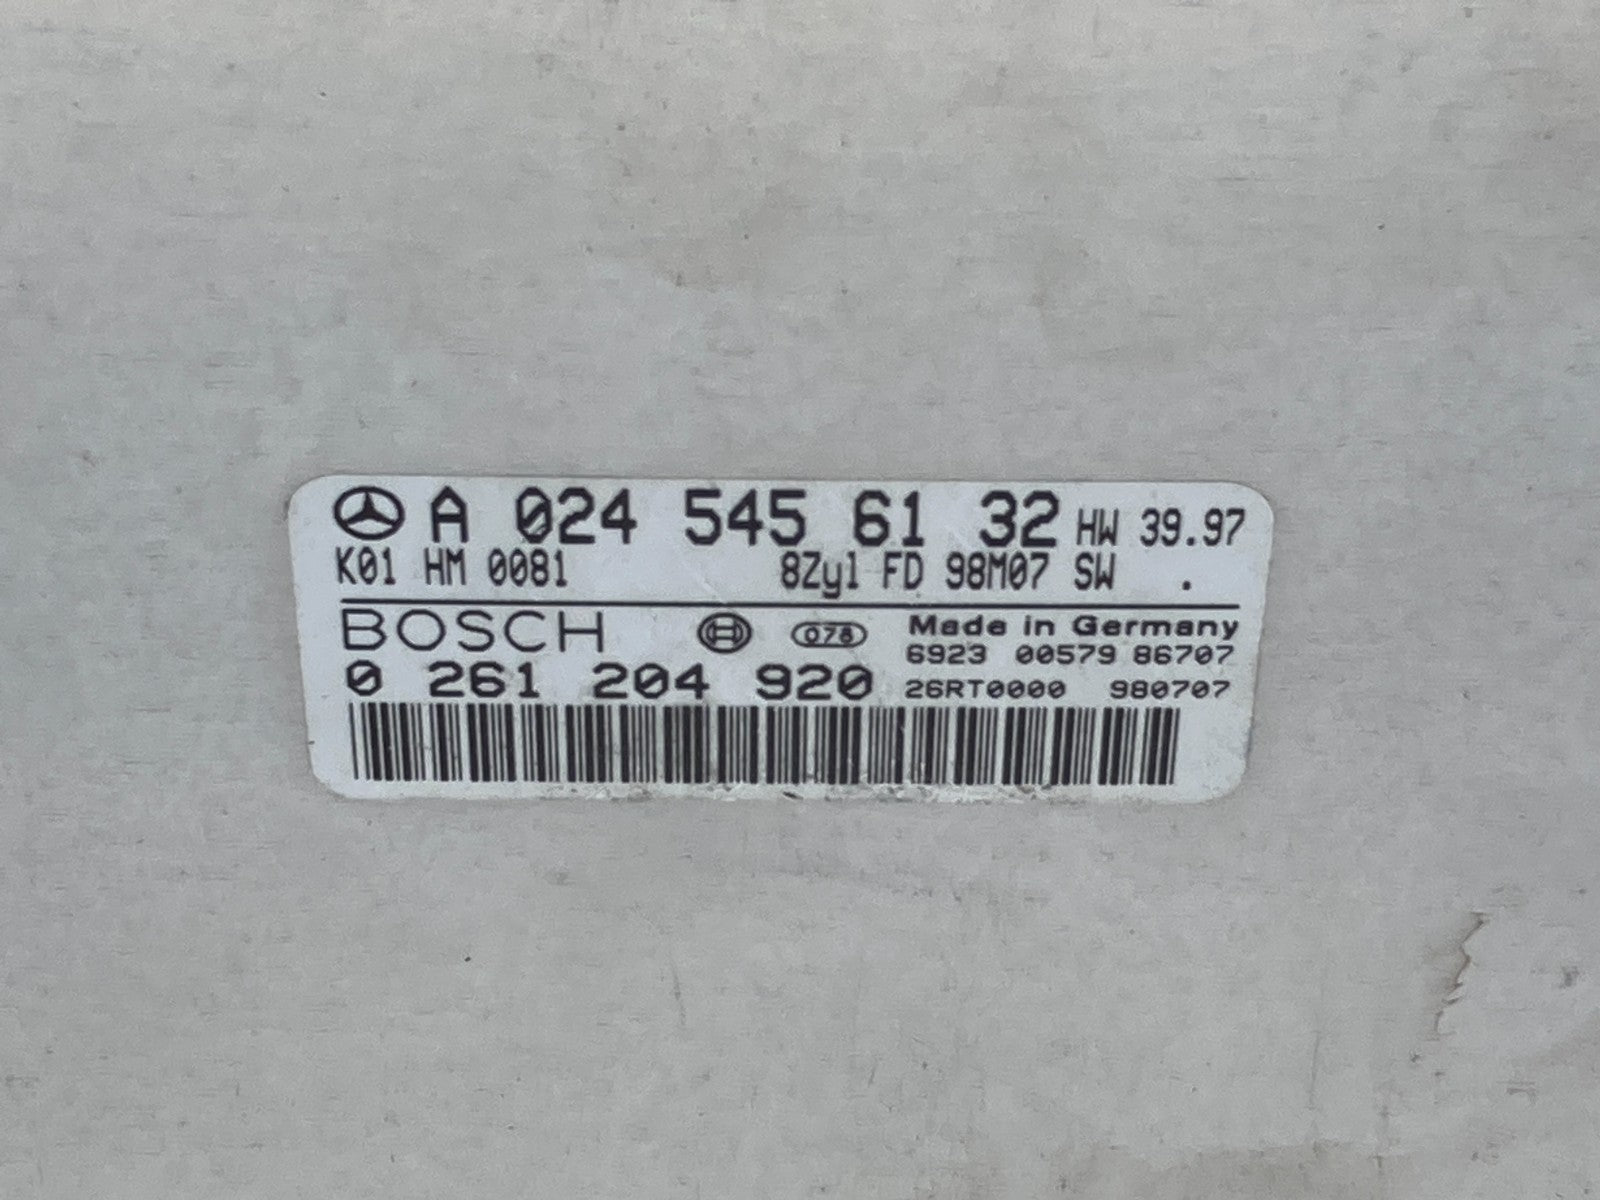 A 024 545 61 32 HW 39.97
K01 HM 0081 8Zyl FD 98M07 SW .
BOSCH 078 Made in Germany
6923 00579 86707
0 261 204 920 26RT0000 980707